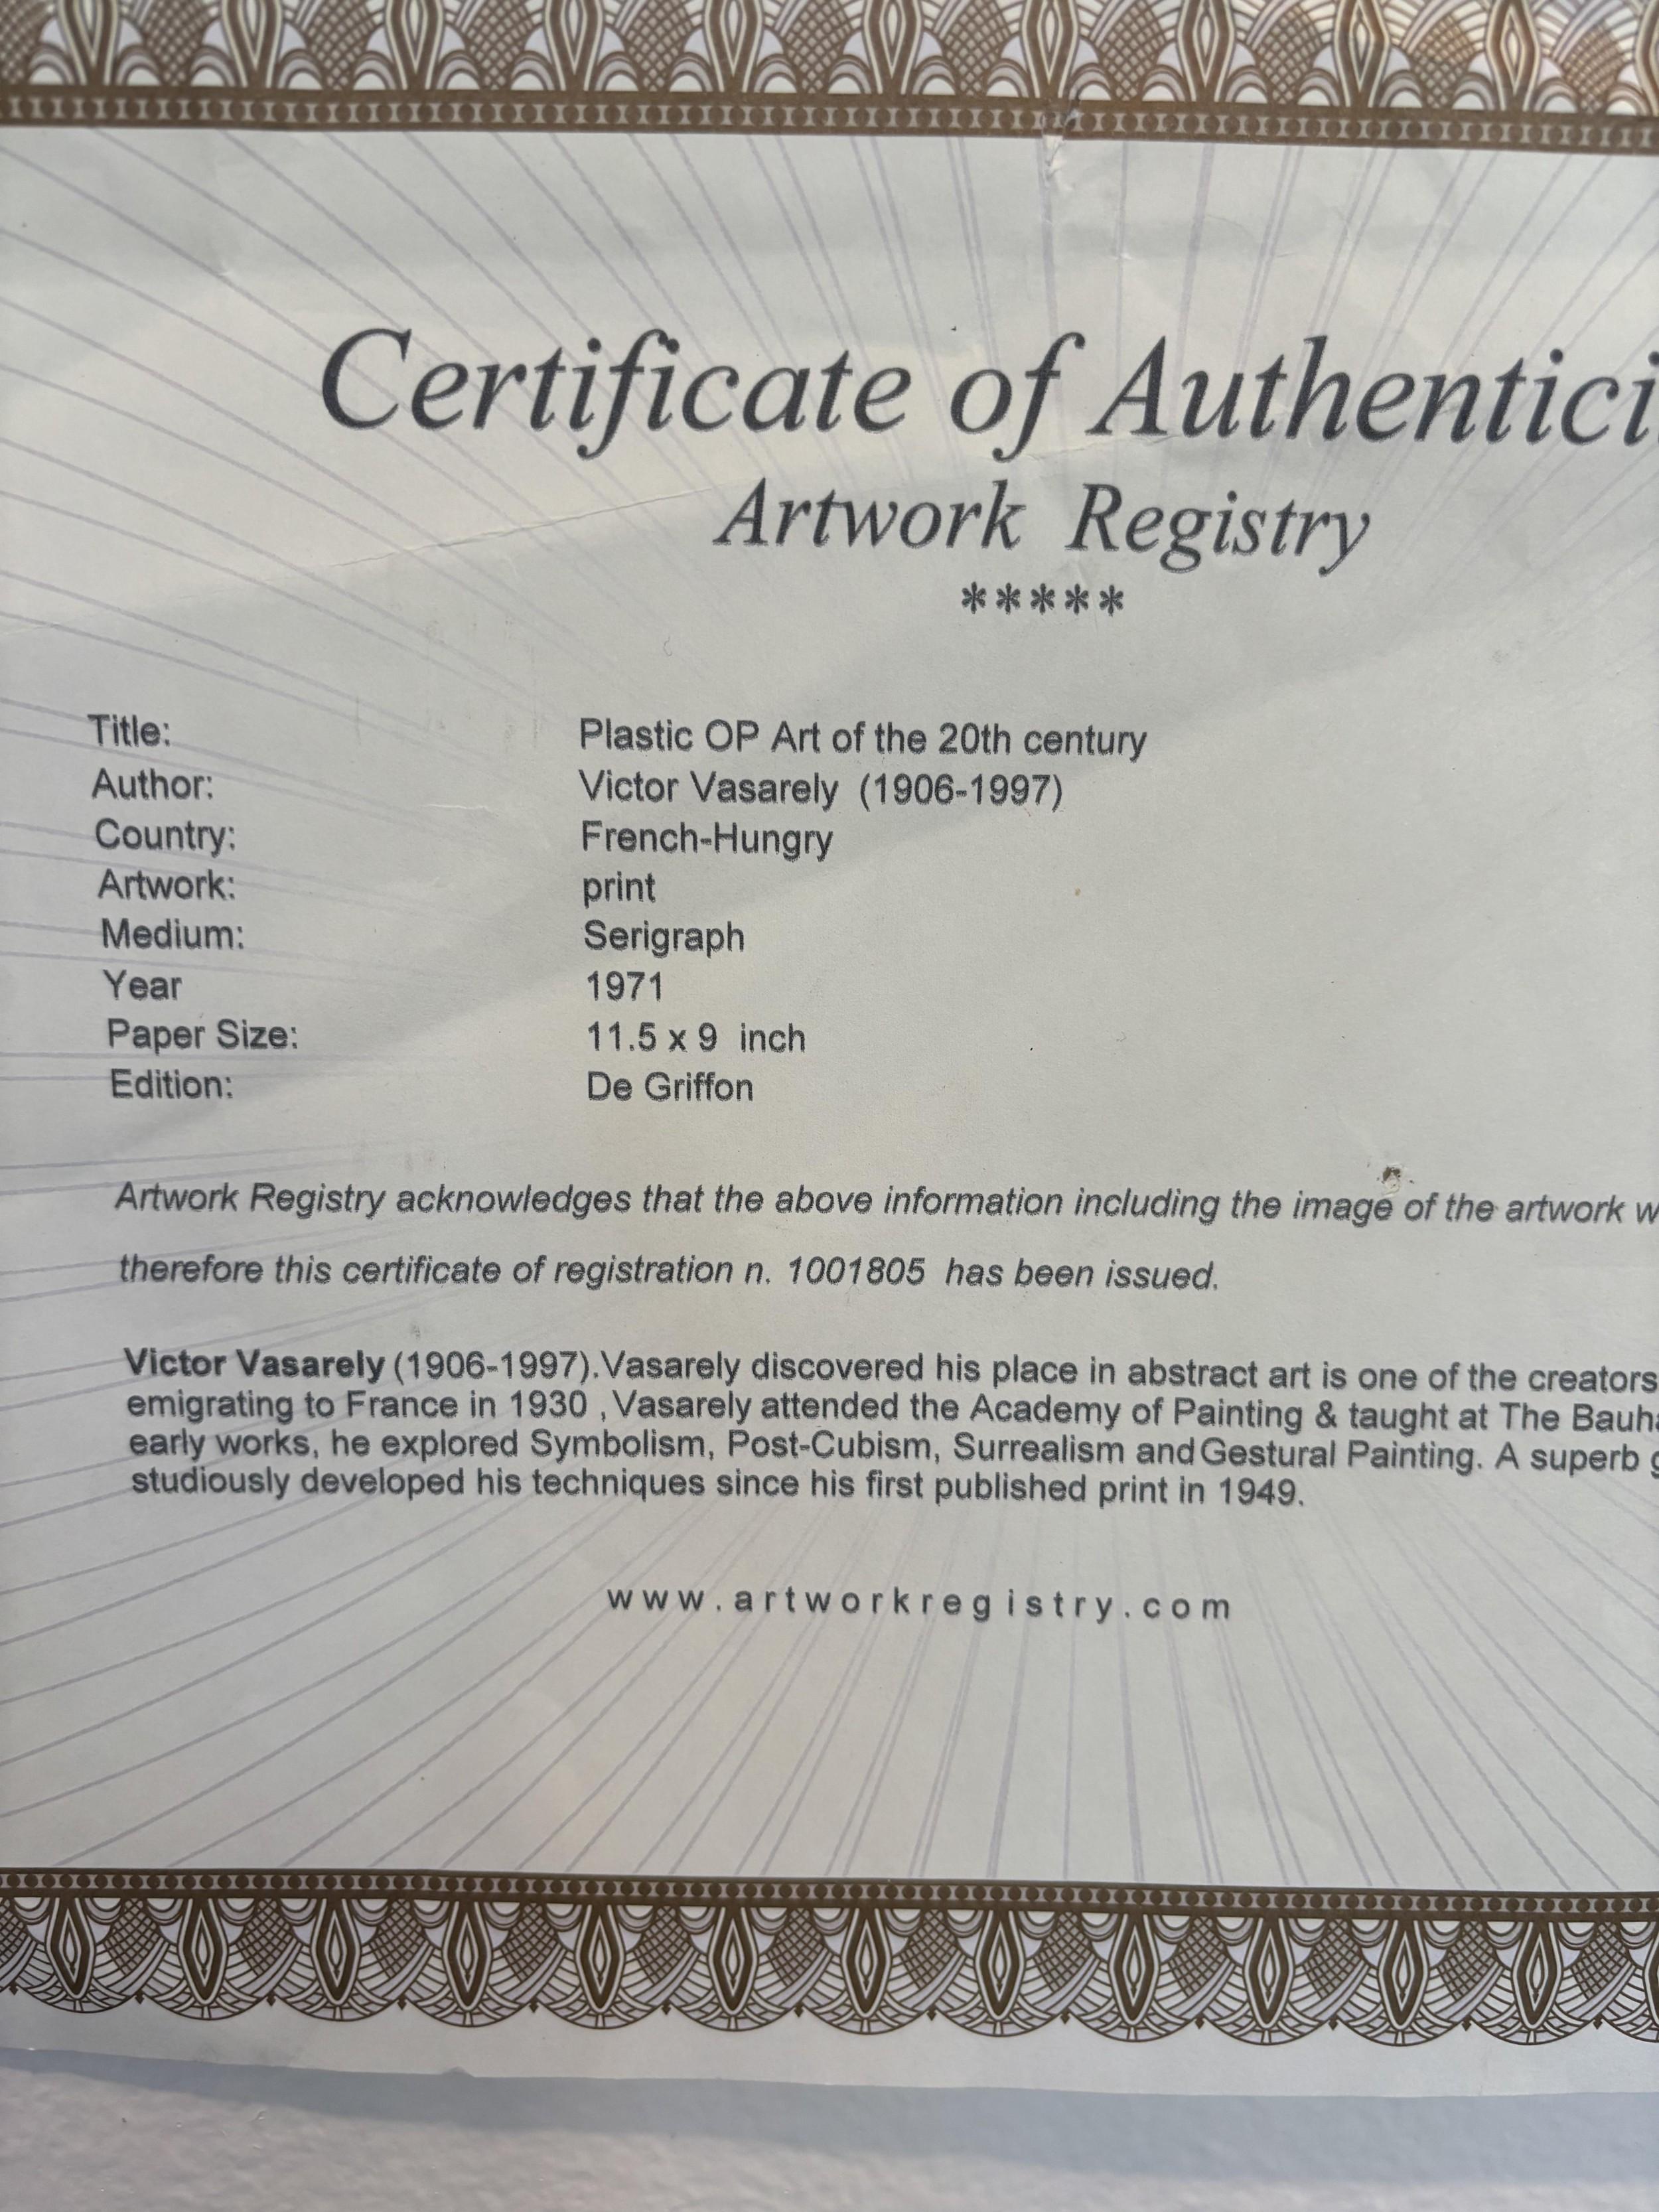 Certificate of Authentici
Artwork Registry
*****
Title: Plastic OP Art of the 20th century
Author: Victor Vasarely (1906-1997)
Country: French-Hungry
Artwork: print
Medium: Serigraph
Year 1971
Paper Size: 11.5 x 9 inch
Edition: De Griffon
Artwork Registry acknowledges that the above information including the image of the artwork w
therefore this certificate of registration n. 1001805 has been issued.
Victor Vasarely (1906-1997).Vasarely discovered his place in abstract art is one of the creators
emigrating to France in 1930 ,Vasarely attended the Academy of Painting & taught at The Bauha
early works, he explored Symbolism, Post-Cubism, Surrealism and Gestural Painting. A superb g
studiously developed his techniques since his first published print in 1949.
www.artworkregistry.com